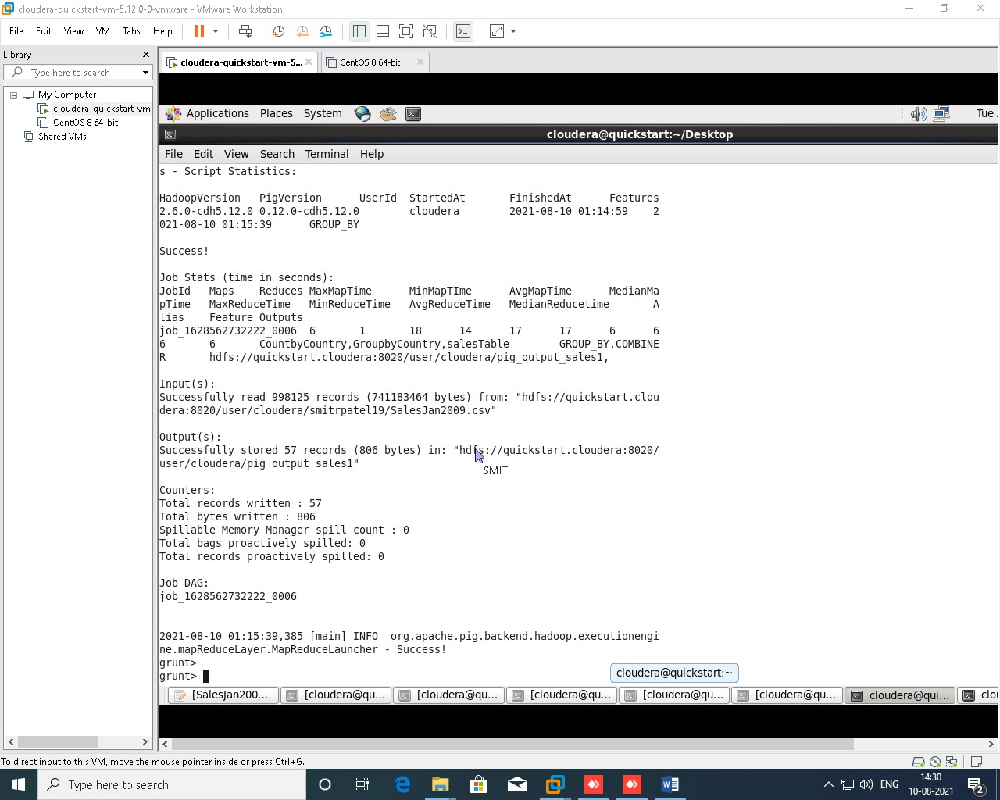 cloudera-quickstart-vm-5.12.0-0-vmware - VMware Workstation
File Edit View VM Tabs Help
Library
Type here to search
My Computer
cloudera-quickstart-vm
CentOS 8 64-bit
Shared VMs
cloudera-quickstart-vm-5...
CentOS 8 64-bit
Applications Places System
Tue
cloudera@quickstart:~/Desktop
File Edit View Search Terminal Help
s - Script Statistics:
HadoopVersion PigVersion UserId StartedAt FinishedAt Features
2.6.0-cdh5.12.0 0.12.0-cdh5.12.0 cloudera 2021-08-10 01:14:59 2
021-08-10 01:15:39 GROUP_BY
Success!
Job Stats (time in seconds):
JobId Maps Reduces MaxMapTime MinMapTIme AvgMapTime MedianMa
pTime MaxReduceTime MinReduceTime AvgReduceTime MedianReducetime A
lias Feature Outputs
job_1628562732222_0006 6 1 18 14 17 17 6 6
6 6 CountbyCountry,GroupbyCountry,salesTable GROUP_BY,COMBINE
R hdfs://quickstart.cloudera:8020/user/cloudera/pig_output_sales1,
Input(s):
Successfully read 998125 records (741183464 bytes) from: "hdfs://quickstart.clou
dera:8020/user/cloudera/smitrpatel19/SalesJan2009.csv"
Output(s):
Successfully stored 57 records (806 bytes) in: "hdfs://quickstart.cloudera:8020/
user/cloudera/pig_output_sales1"
SMIT
Counters:
Total records written : 57
Total bytes written : 806
Spillable Memory Manager spill count : 0
Total bags proactively spilled: 0
Total records proactively spilled: 0
Job DAG:
job_1628562732222_0006
2021-08-10 01:15:39,385 [main] INFO org.apache.pig.backend.hadoop.executionengi
ne.mapReduceLayer.MapReduceLauncher - Success!
grunt>
grunt>
cloudera@quickstart:~
[SalesJan200... [cloudera@qu... [cloudera@qu... [cloudera@qu... [cloudera@qu... [cloudera@qu... cloudera@qui... clou
To direct input to this VM, move the mouse pointer inside or press Ctrl+G.
Type here to search
ENG
14:30
10-08-2021
2